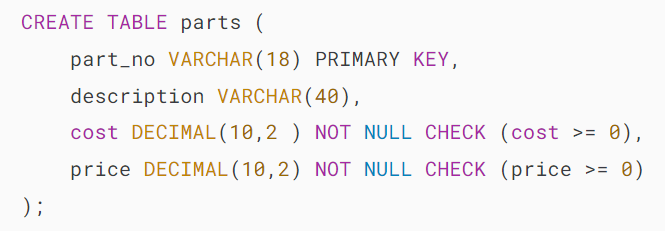 CREATE TABLE parts (
    part_no VARCHAR(18) PRIMARY KEY,
    description VARCHAR(40),
    cost DECIMAL(10,2 ) NOT NULL CHECK (cost >= 0),
    price DECIMAL(10,2) NOT NULL CHECK (price >= 0)
);